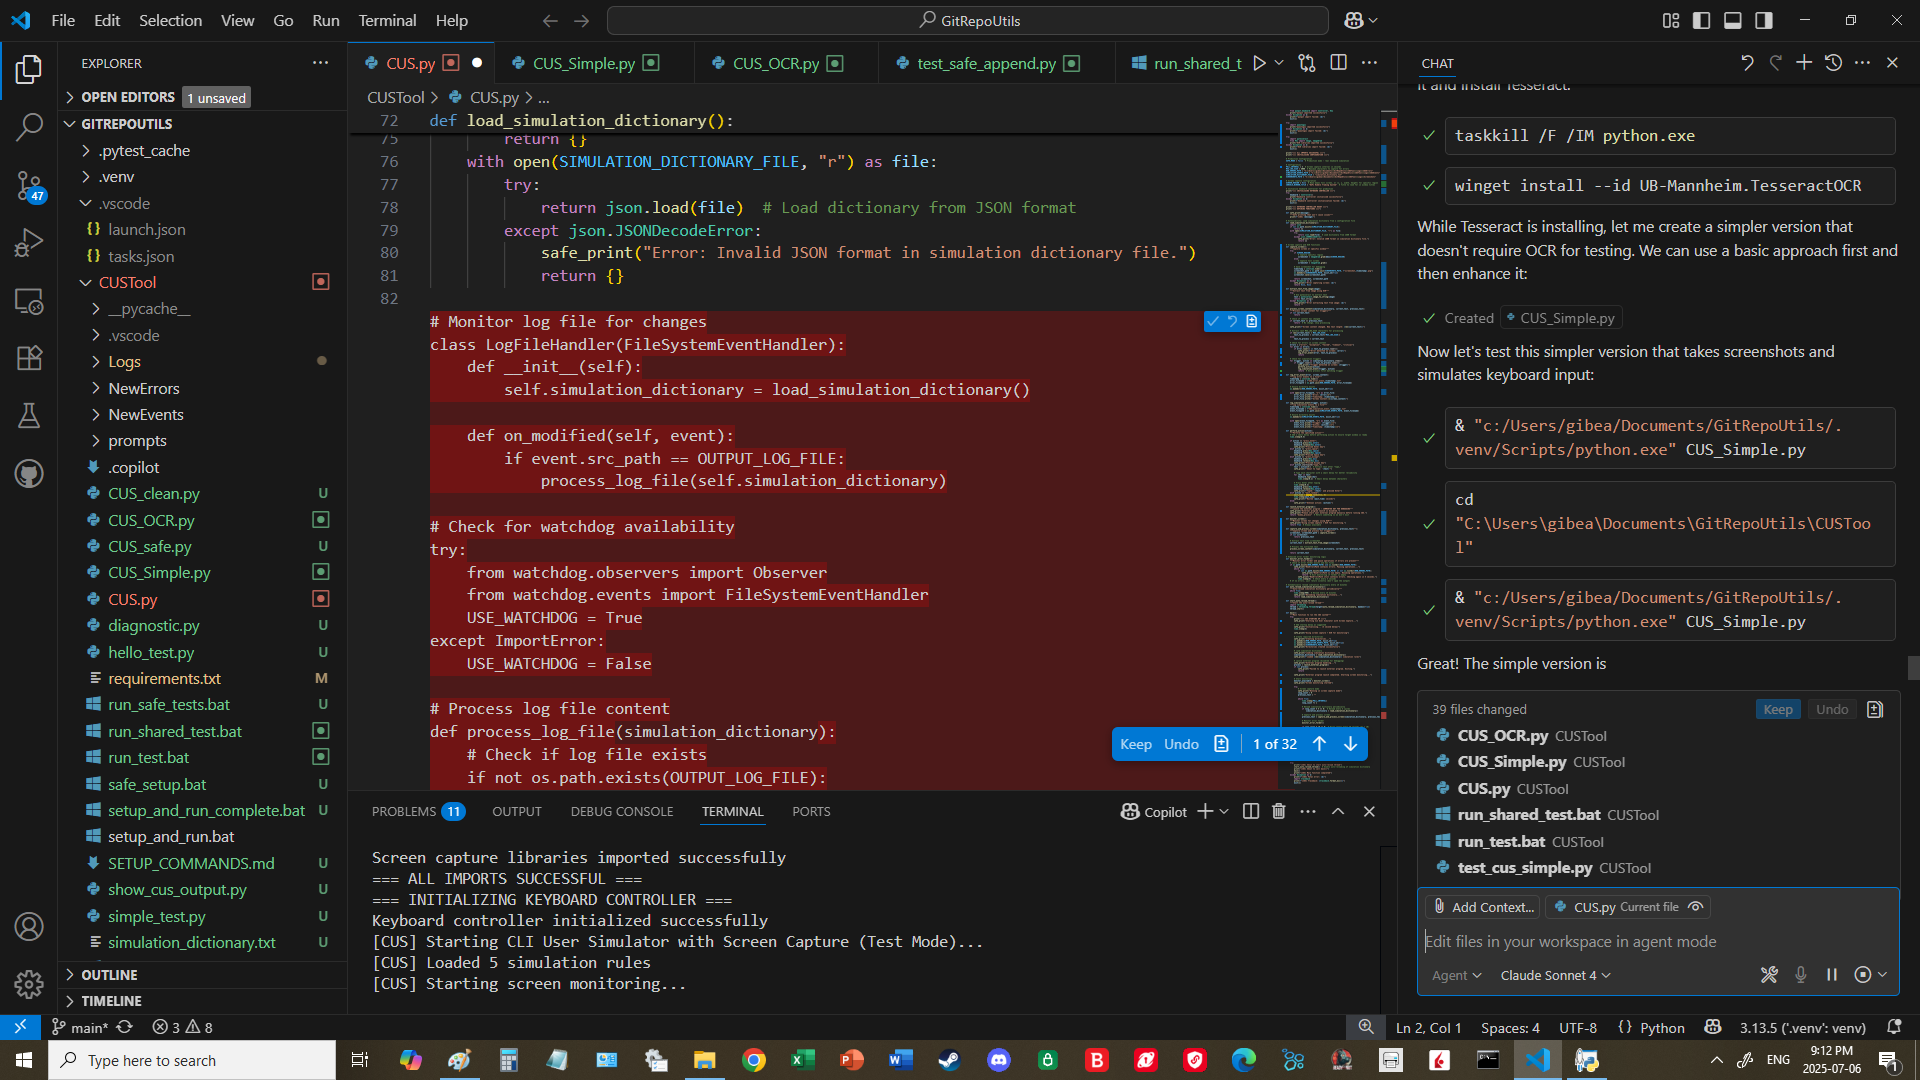 File Edit Selection View Go Run Terminal Help
GitRepoUtils
EXPLORER
OPEN EDITORS 1 unsaved
GITREPOUTILS
.pytest_cache
.venv
.vscode
{} launch.json
{} tasks.json
CUSTool
__pycache__
.vscode
Logs
NewErrors
NewEvents
prompts
.copilot
CUS_clean.py U
CUS_OCR.py
CUS_safe.py U
CUS_Simple.py
CUS.py
diagnostic.py U
hello_test.py U
requirements.txt M
run_safe_tests.bat U
run_shared_test.bat
run_test.bat
safe_setup.bat U
setup_and_run_complete.bat U
setup_and_run.bat
SETUP_COMMANDS.md U
show_cus_output.py U
simple_test.py U
simulation_dictionary.txt U
OUTLINE
TIMELINE
47
CUS.py CUS_Simple.py CUS_OCR.py test_safe_append.py run_shared_t
CUSTool > CUS.py > ...
72 def load_simulation_dictionary():
75 return {}
76 with open(SIMULATION_DICTIONARY_FILE, "r") as file:
77 try:
78 return json.load(file)  # Load dictionary from JSON format
79 except json.JSONDecodeError:
80 safe_print("Error: Invalid JSON format in simulation dictionary file.")
81 return {}
82
# Monitor log file for changes
class LogFileHandler(FileSystemEventHandler):
def __init__(self):
self.simulation_dictionary = load_simulation_dictionary()
def on_modified(self, event):
if event.src_path == OUTPUT_LOG_FILE:
process_log_file(self.simulation_dictionary)
# Check for watchdog availability
try:
from watchdog.observers import Observer
from watchdog.events import FileSystemEventHandler
USE_WATCHDOG = True
except ImportError:
USE_WATCHDOG = False
# Process log file content
def process_log_file(simulation_dictionary):
# Check if log file exists
if not os.path.exists(OUTPUT_LOG_FILE):
Keep Undo 1 of 32
PROBLEMS 11 OUTPUT DEBUG CONSOLE TERMINAL PORTS
Copilot
Screen capture libraries imported successfully
=== ALL IMPORTS SUCCESSFUL ===
=== INITIALIZING KEYBOARD CONTROLLER ===
Keyboard controller initialized successfully
[CUS] Starting CLI User Simulator with Screen Capture (Test Mode)...
[CUS] Loaded 5 simulation rules
[CUS] Starting screen monitoring...
CHAT
it and install Tesseract.
taskkill /F /IM python.exe
winget install --id UB-Mannheim.TesseractOCR
While Tesseract is installing, let me create a simpler version that
doesn't require OCR for testing. We can use a basic approach first and
then enhance it:
Created CUS_Simple.py
Now let's test this simpler version that takes screenshots and
simulates keyboard input:
& "c:/Users/gibea/Documents/GitRepoUtils/.
venv/Scripts/python.exe" CUS_Simple.py
cd
"C:\Users\gibea\Documents\GitRepoUtils\CUSToo
l"
& "c:/Users/gibea/Documents/GitRepoUtils/.
venv/Scripts/python.exe" CUS_Simple.py
Great! The simple version is
39 files changed Keep Undo
CUS_OCR.py CUSTool
CUS_Simple.py CUSTool
CUS.py CUSTool
run_shared_test.bat CUSTool
run_test.bat CUSTool
test_cus_simple.py CUSTool
Add Context... CUS.py Current file
Edit files in your workspace in agent mode
Agent Claude Sonnet 4
main* 3 8
Ln 2, Col 1 Spaces: 4 UTF-8 {} Python 3.13.5 ('.venv': venv)
Type here to search
ENG
9:12 PM
2025-07-06
1